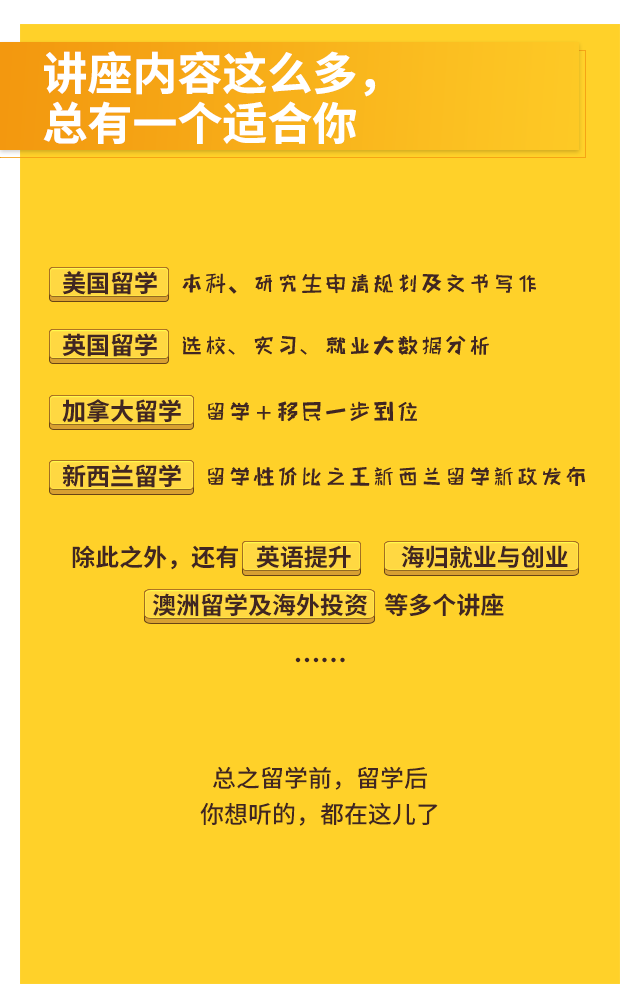 讲座内容这么多，
总有一个适合你
美国留学 本科、研究生申请规划及文书写作
英国留学 选校、实习、就业大数据分析
加拿大留学 留学＋移民一步到位
新西兰留学 留学性价比之王新西兰留学新政发布
除此之外，还有 英语提升 海归就业与创业
澳洲留学及海外投资 等多个讲座
······
总之留学前，留学后
你想听的，都在这儿了